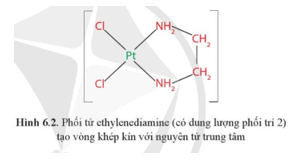 Cl NH2 CH2
Pt
Cl NH2 CH2
Hình 6.2. Phối tử ethylenediamine (có dung lượng phối trí 2)
tạo vòng khép kín với nguyên tử trung tâm